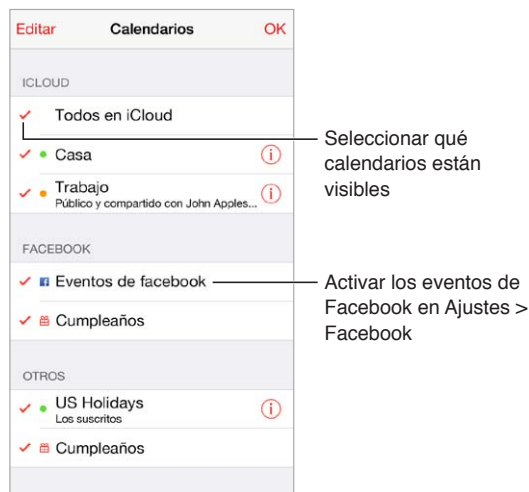 Editar Calendarios OK
ICLOUD
Todos en iCloud
Casa
Trabajo
Público y compartido con John Apples...
FACEBOOK
Eventos de facebook
Cumpleaños
OTROS
US Holidays
Los suscritos
Cumpleaños
Seleccionar qué
calendarios están
visibles
Activar los eventos de
Facebook en Ajustes >
Facebook